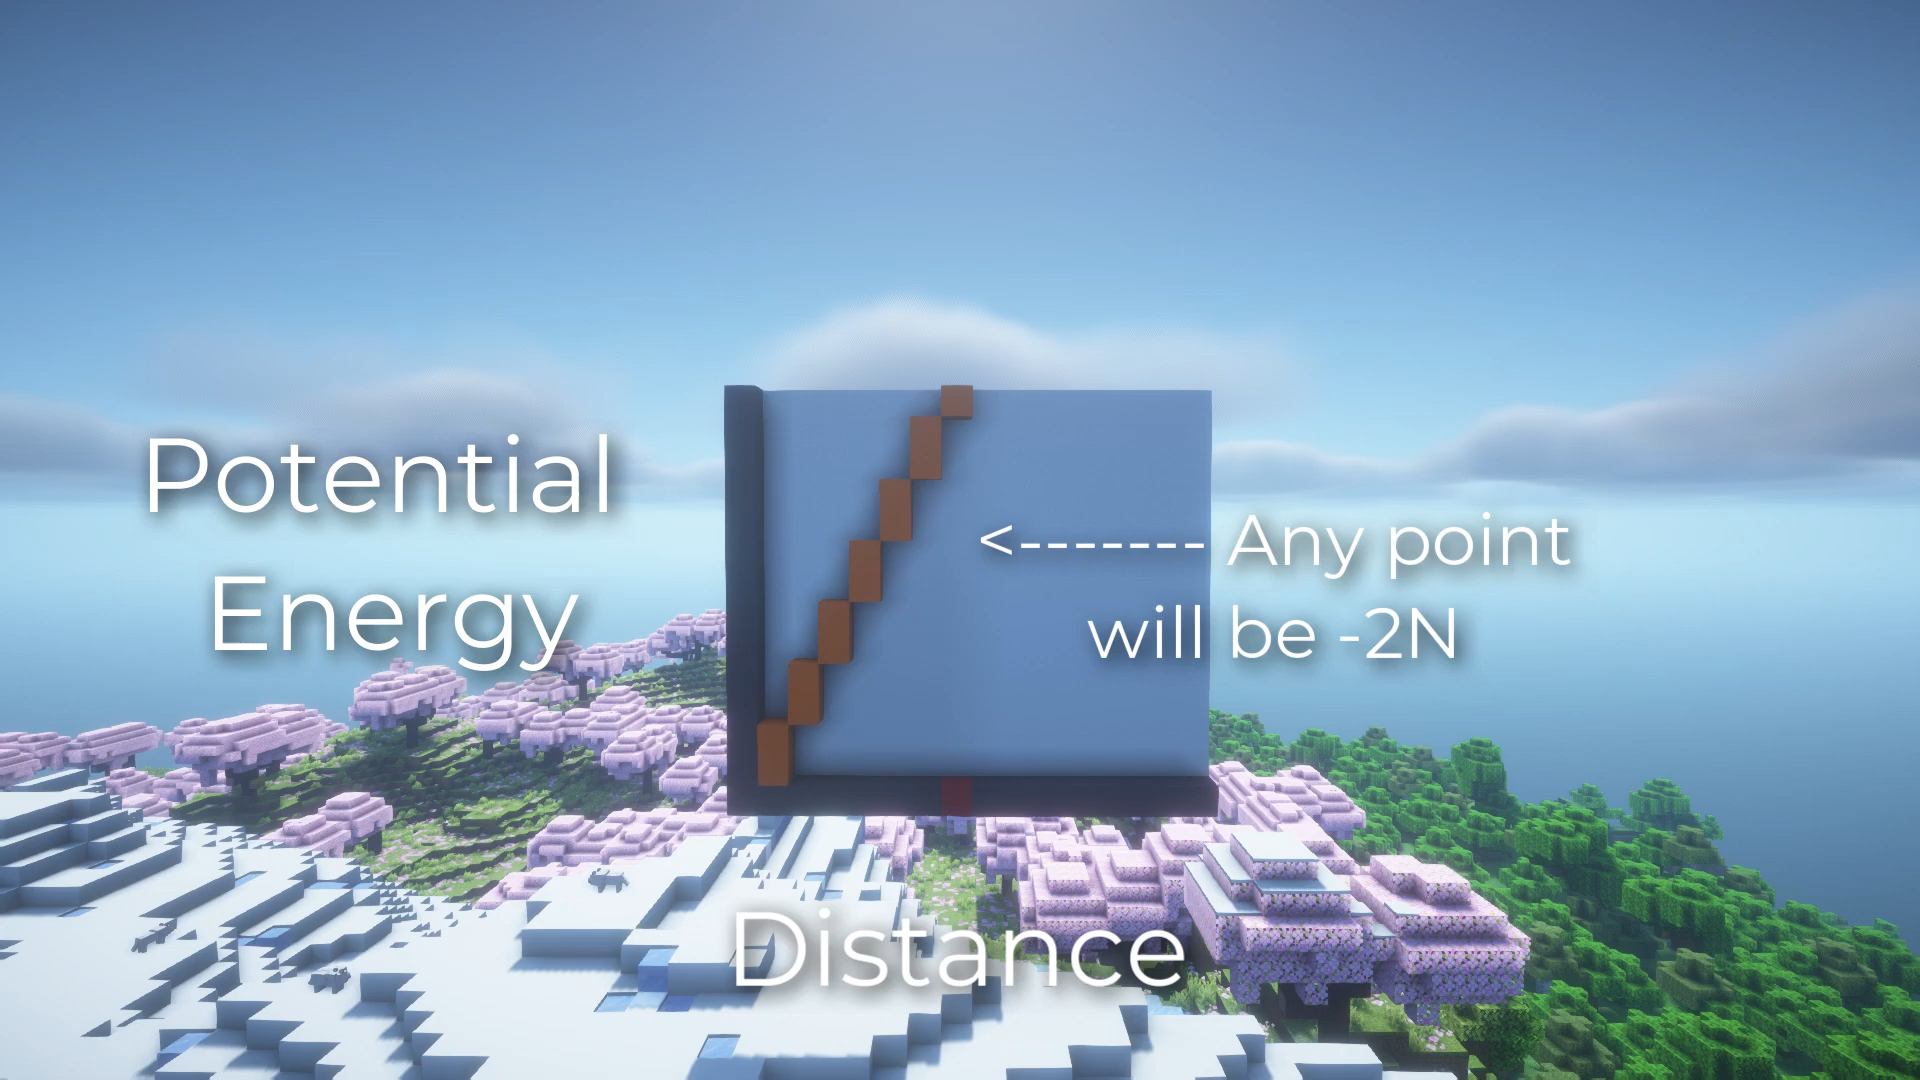 Potential
Energy
<------- Any point
will be -2N
Distance